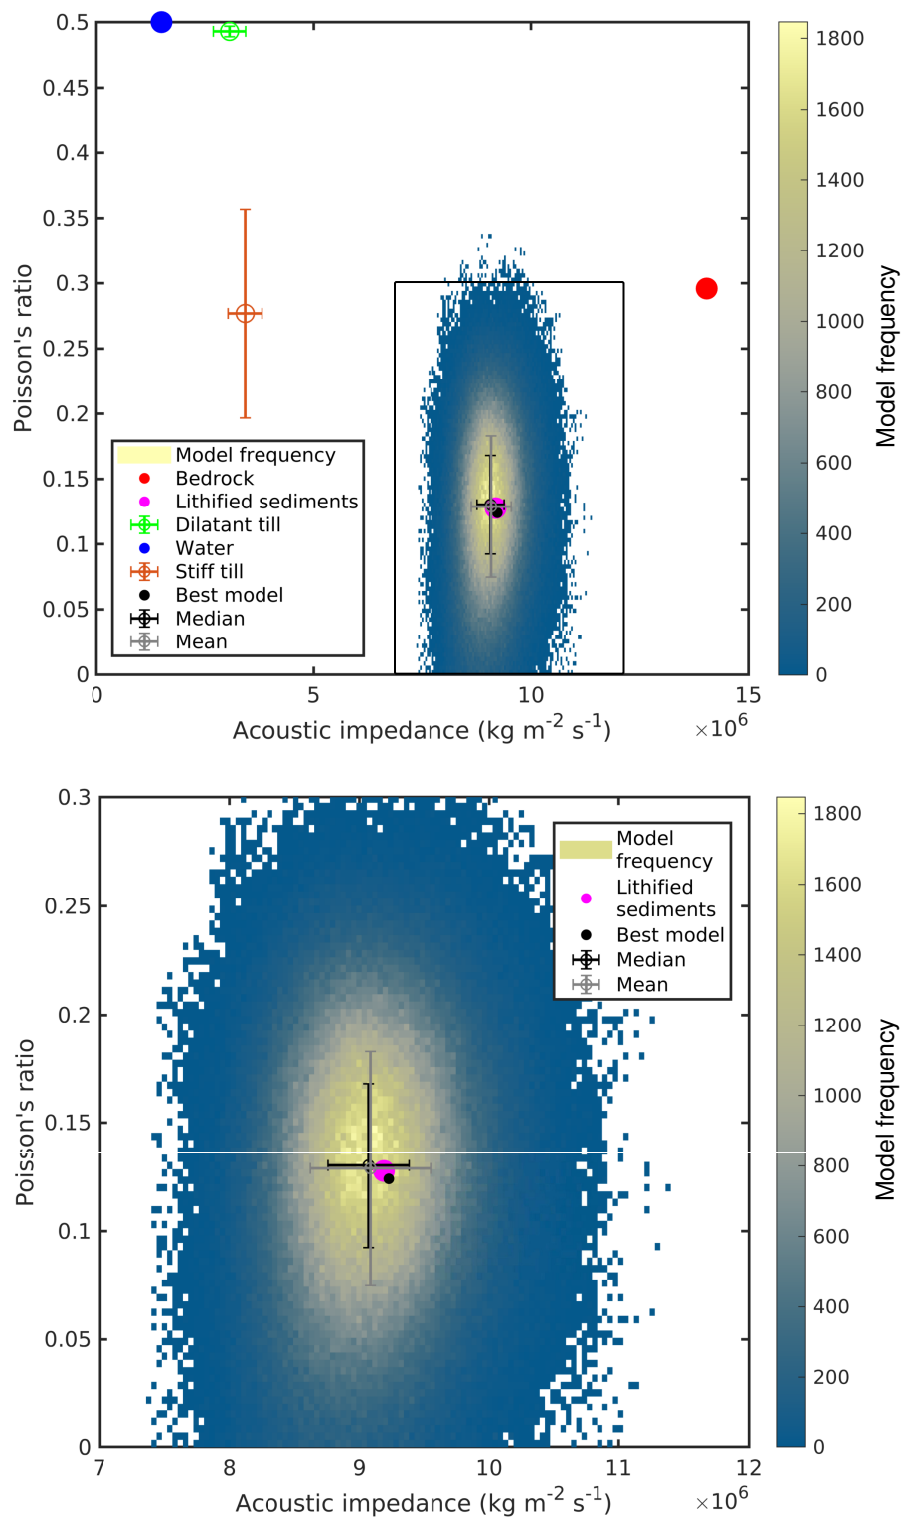 0.5
0.45
0.4
0.35
0.3
0.25
0.2
0.15
0.1
0.05
0
Poisson's ratio
Model frequency
Bedrock
Lithified sediments
Dilatant till
Water
Stiff till
Best model
Median
Mean
0 5 10 15
Acoustic impedance (kg m-2 s-1)
×10^6
1800
1600
1400
1200
1000
800
600
400
200
0
Model frequency
0.3
0.25
0.2
0.15
0.1
0.05
0
Poisson's ratio
Model
frequency
Lithified
sediments
Best model
Median
Mean
7 8 9 10 11 12
Acoustic impedance (kg m-2 s-1)
×10^6
1800
1600
1400
1200
1000
800
600
400
200
0
Model frequency